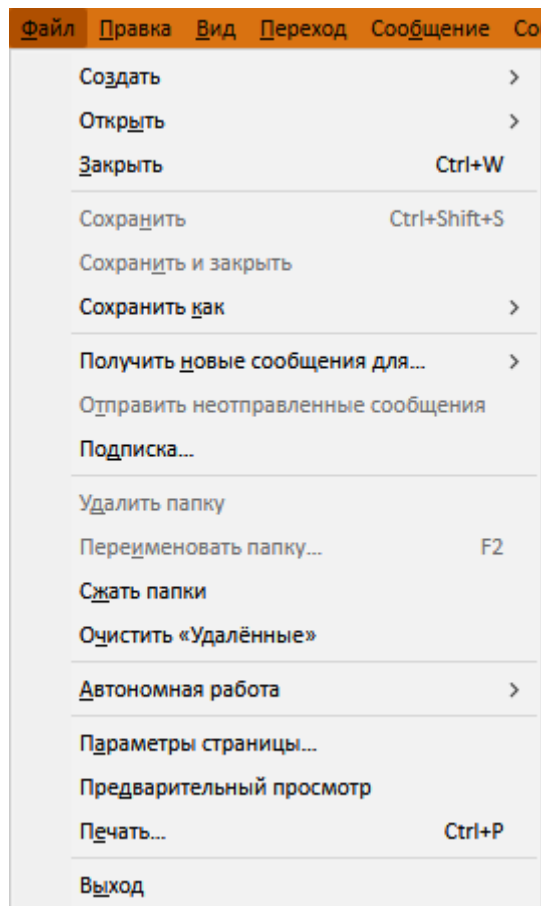 Файл Правка Вид Переход Сообщение Со
Создать
Открыть
Закрыть Ctrl+W
Сохранить Ctrl+Shift+S
Сохранить и закрыть
Сохранить как
Получить новые сообщения для...
Отправить неотправленные сообщения
Подписка...
Удалить папку
Переименовать папку... F2
Сжать папки
Очистить «Удалённые»
Автономная работа
Параметры страницы...
Предварительный просмотр
Печать... Ctrl+P
Выход